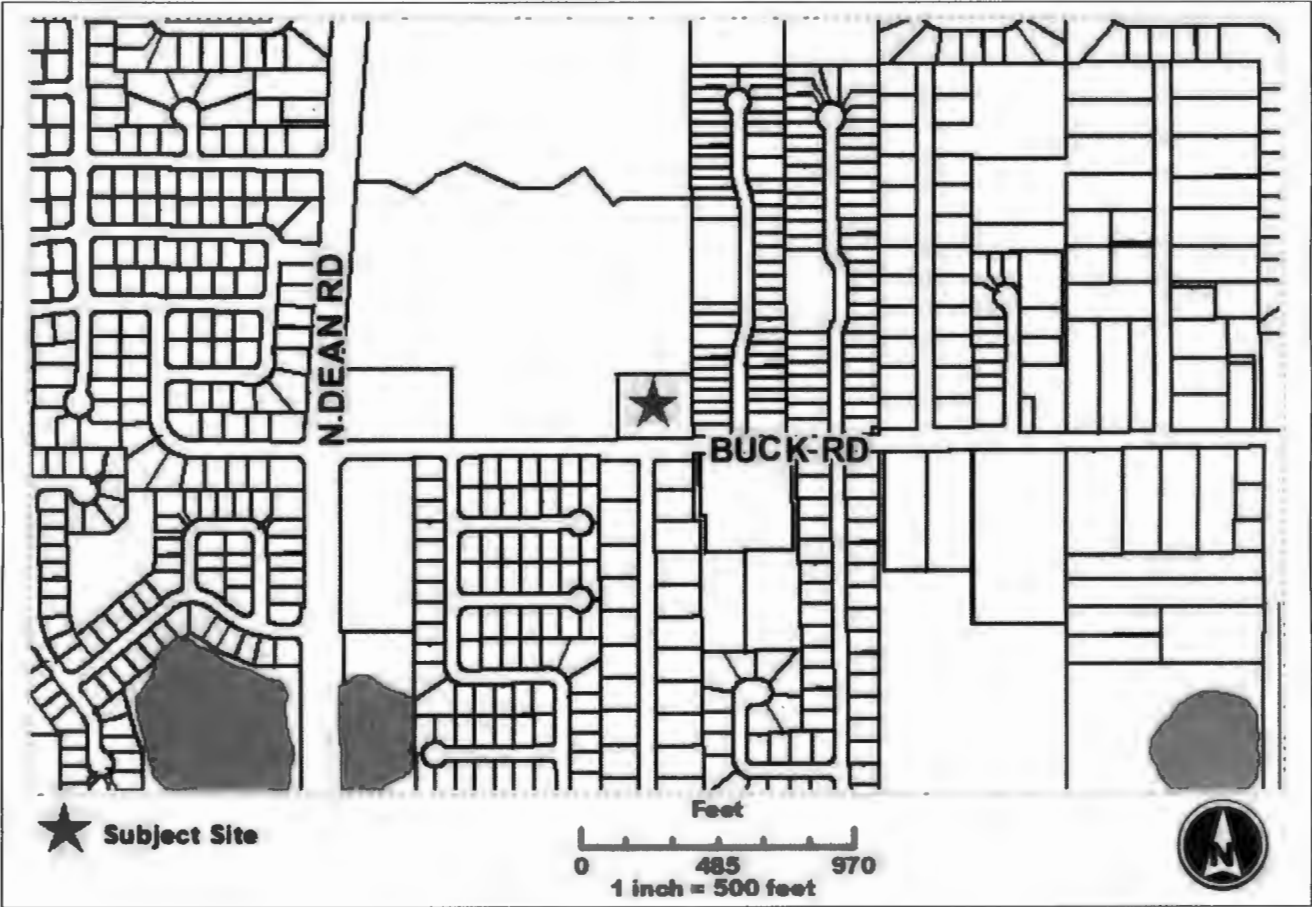 N.DEAN RD
BUCK-RD
Subject Site
Feet
0 485 970
1 inch = 500 feet
N